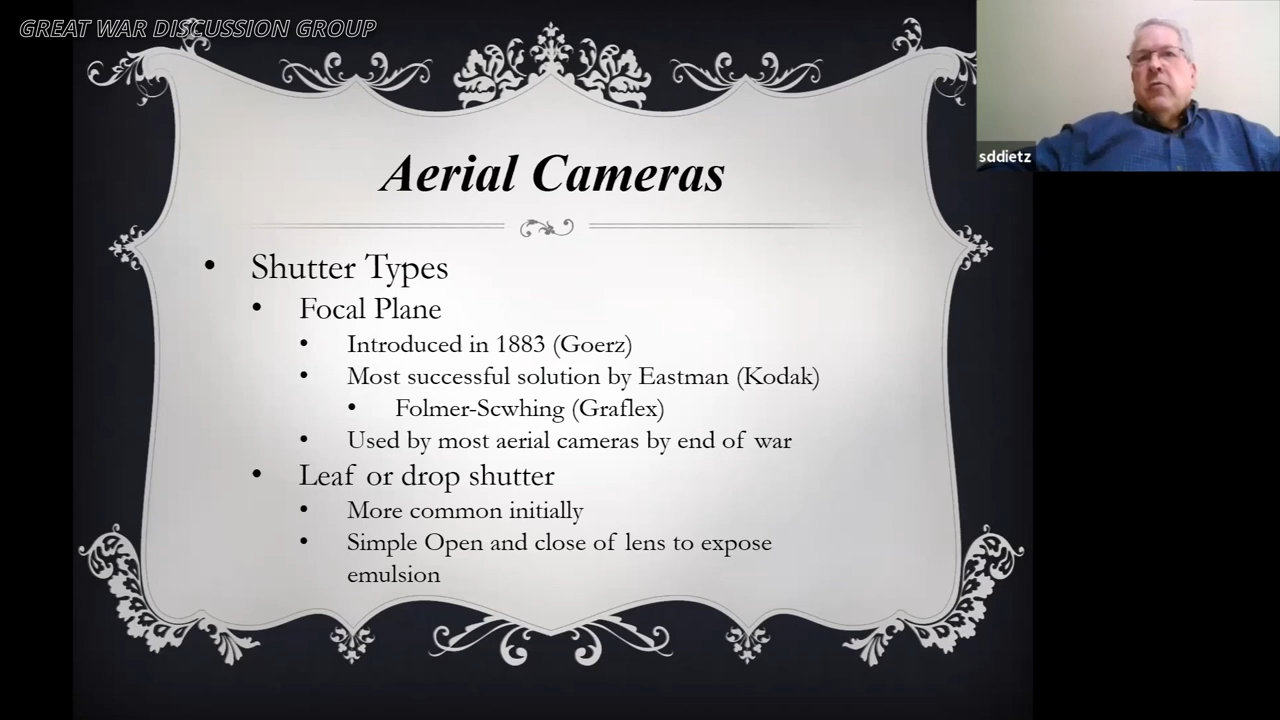 GREAT WAR DISCUSSION GROUP
sddietz
Aerial Cameras
• Shutter Types
• Focal Plane
• Introduced in 1883 (Goerz)
• Most successful solution by Eastman (Kodak)
• Folmer-Scwhing (Graflex)
• Used by most aerial cameras by end of war
• Leaf or drop shutter
• More common initially
• Simple Open and close of lens to expose
emulsion